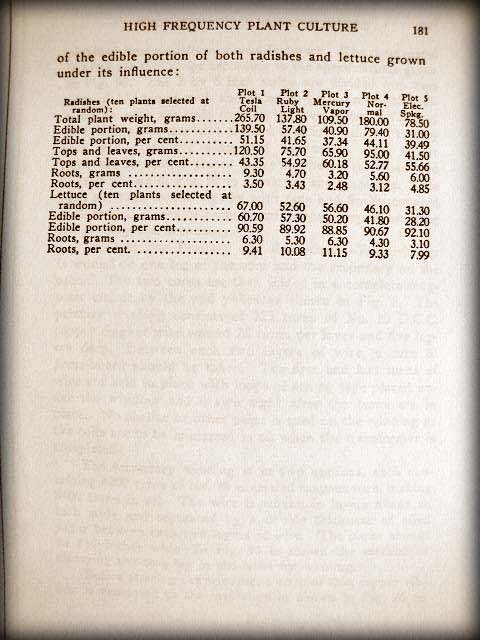 HIGH FREQUENCY PLANT CULTURE 181
of the edible portion of both radishes and lettuce grown
under its influence:
Plot 1 Plot 2 Plot 3 Plot 4 Plot 5
Radishes (ten plants selected at Tesla Ruby Mercury Nor- Elec.
random): Coil Light Vapor mal Spkg.
Total plant weight, grams.......265.70 137.80 109.50 180.00 78.50
Edible portion, grams...........139.50 57.40 40.90 79.40 31.00
Edible portion, per cent........ 51.15 41.65 37.34 44.11 39.49
Tops and leaves, grams..........120.50 75.70 65.90 95.00 41.50
Tops and leaves, per cent....... 43.35 54.92 60.18 52.77 55.66
Roots, grams ................... 9.30 4.70 3.20 5.60 6.00
Roots, per cent................. 3.50 3.43 2.48 3.12 4.85
Lettuce (ten plants selected at
random) ...................... 67.00 52.60 56.60 46.10 31.30
Edible portion, grams........... 60.70 57.30 50.20 41.80 28.20
Edible portion, per cent........ 90.59 89.92 88.85 90.67 92.10
Roots, grams ................... 6.30 5.30 6.30 4.30 3.10
Roots, per cent................. 9.41 10.08 11.15 9.33 7.99